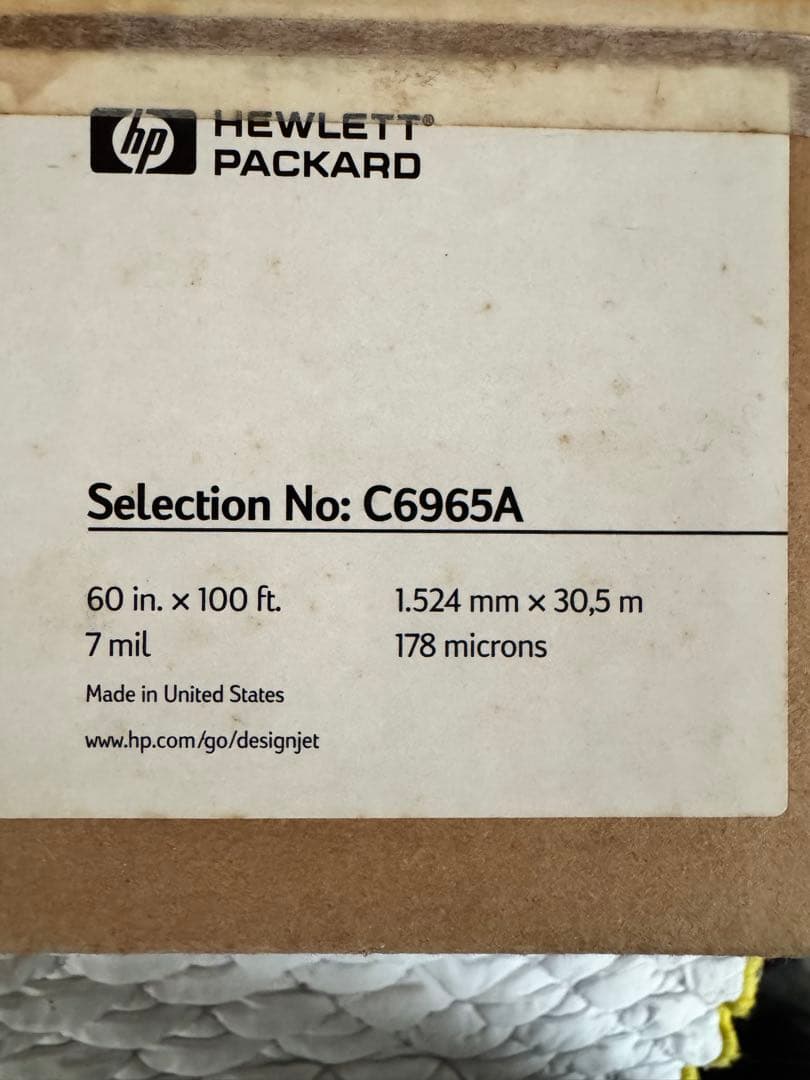 hp HEWLETT®
PACKARD
Selection No: C6965A
60 in. x 100 ft. 1.524 mm x 30,5 m
7 mil 178 microns
Made in United States
www.hp.com/go/designjet